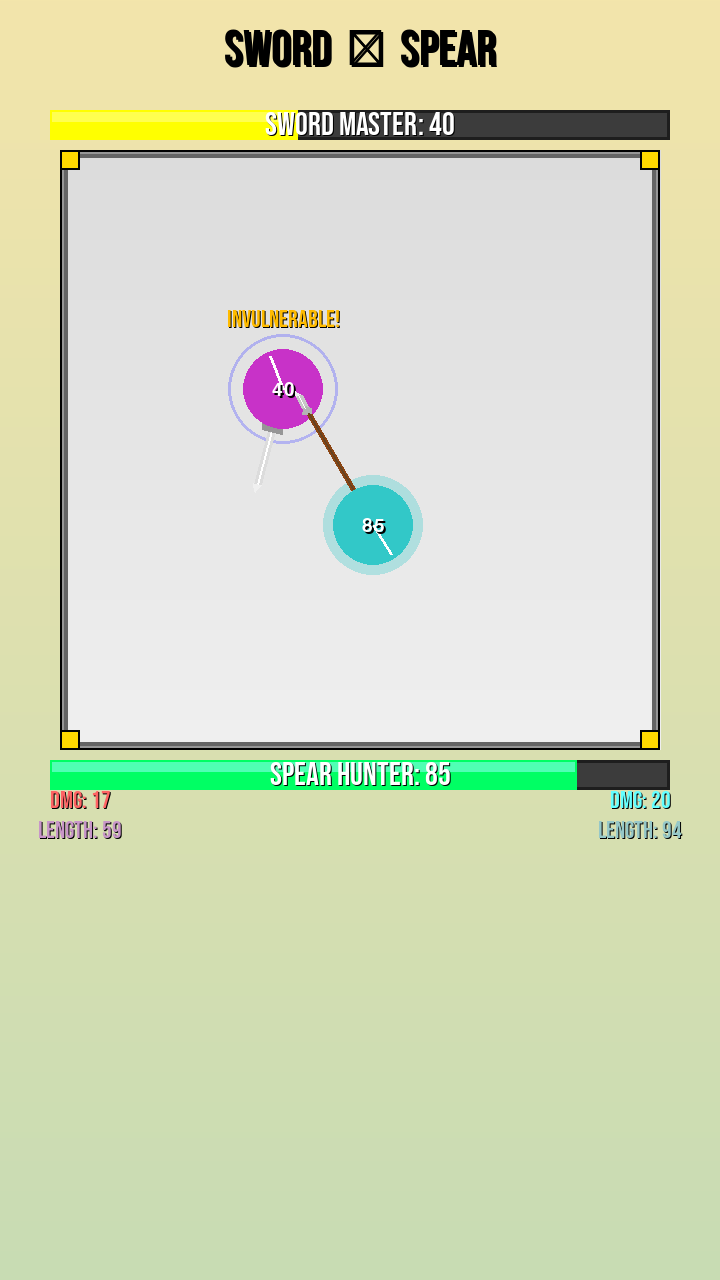 SWORD SPEAR
SWORD MASTER: 40
INVULNERABLE!
40
85
SPEAR HUNTER: 85
DMG: 17
DMG: 20
LENGTH: 59
LENGTH: 94